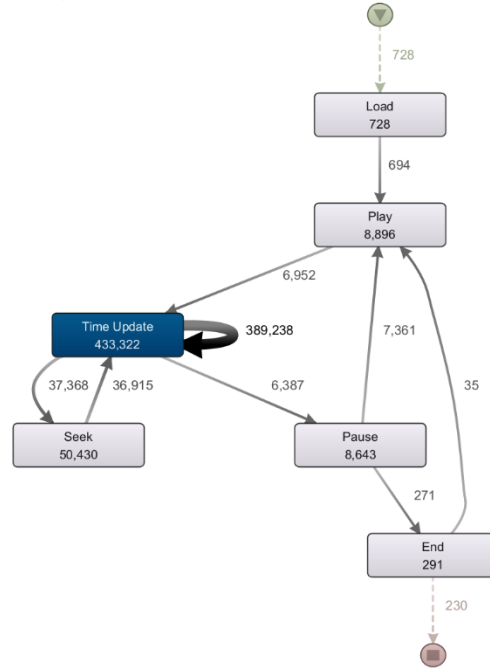 728
Load
728
694
Play
8,896
6,952
Time Update
433,322
389,238
7,361
35
37,368
36,915
6,387
Seek
50,430
Pause
8,643
271
End
291
230